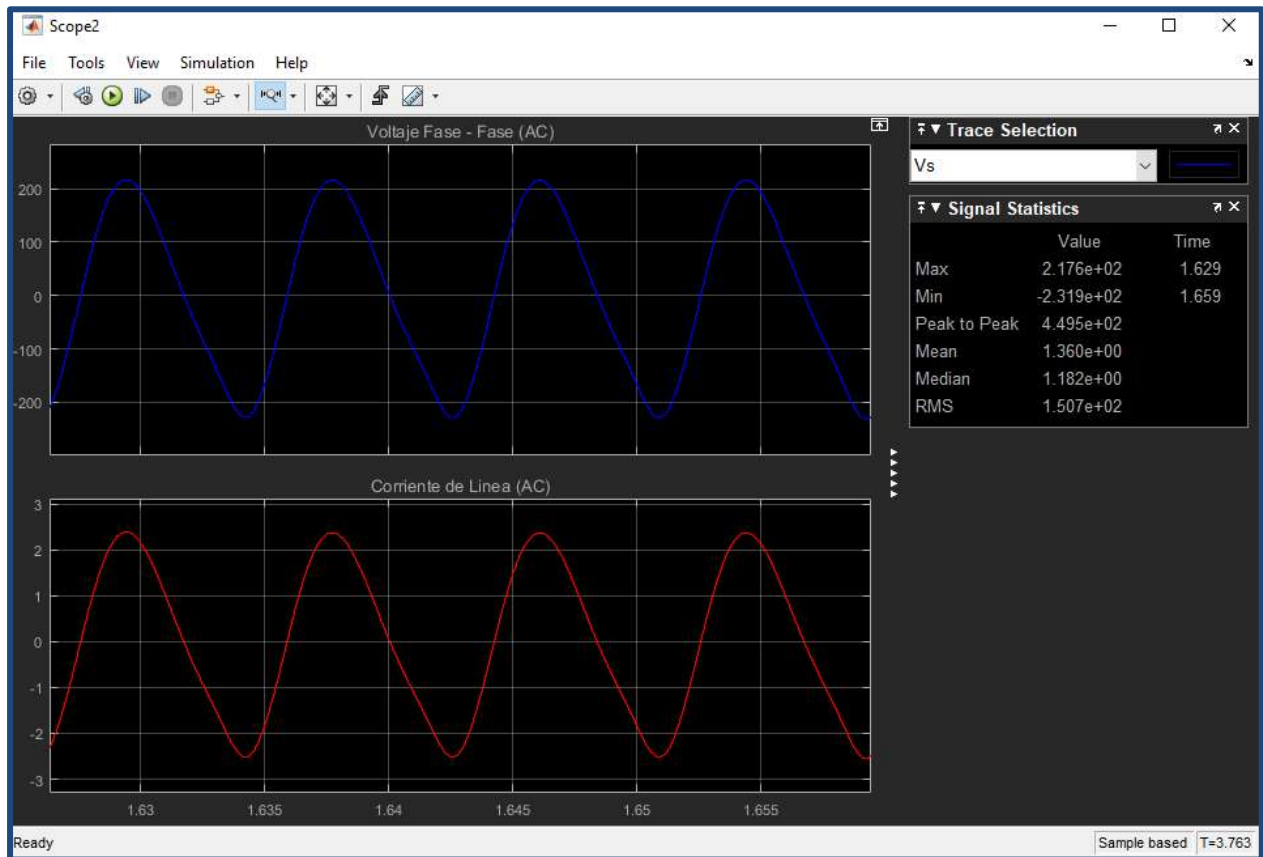 Scope2
File Tools View Simulation Help
Voltaje Fase - Fase (AC)
200
100
0
-100
-200
Corriente de Linea (AC)
3
2
1
0
-1
-2
-3
1.63 1.635 1.64 1.645 1.65 1.655
Trace Selection
Vs
Signal Statistics
Value Time
Max 2.176e+02 1.629
Min -2.319e+02 1.659
Peak to Peak 4.495e+02
Mean 1.360e+00
Median 1.182e+00
RMS 1.507e+02
Ready Sample based T=3.763